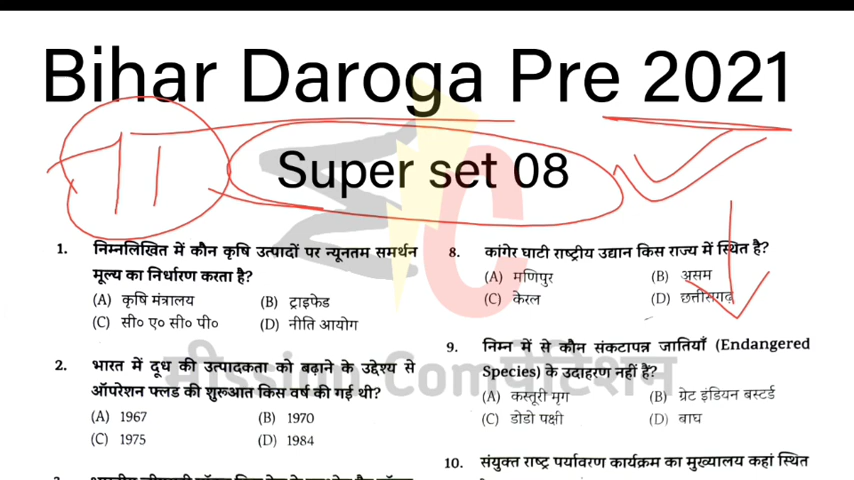 Bihar Daroga Pre 2021
11
Super set 08
1. निम्नलिखित में कौन कृषि उत्पादों पर न्यूनतम समर्थन
मूल्य का निर्धारण करता है?
(A) कृषि मंत्रालय (B) ट्राइफेड
(C) सी० ए० सी० पी० (D) नीति आयोग
2. भारत में दूध की उत्पादकता को बढ़ाने के उद्देश्य से
ऑपरेशन फ्लड की शुरूआत किस वर्ष की गई थी?
(A) 1967 (B) 1970
(C) 1975 (D) 1984
8. कांगेर घाटी राष्ट्रीय उद्यान किस राज्य में स्थित है?
(A) मणिपुर (B) असम
(C) केरल (D) छत्तीसगढ़
9. निम्न में से कौन संकटापन्न जातियाँ (Endangered
Species) के उदाहरण नहीं है?
(A) कस्तूरी मृग (B) ग्रेट इंडियन बस्टर्ड
(C) डोडो पक्षी (D) बाघ
10. संयुक्त राष्ट्र पर्यावरण कार्यक्रम का मुख्यालय कहां स्थित
मीस्सिन कॉमपेटिशन